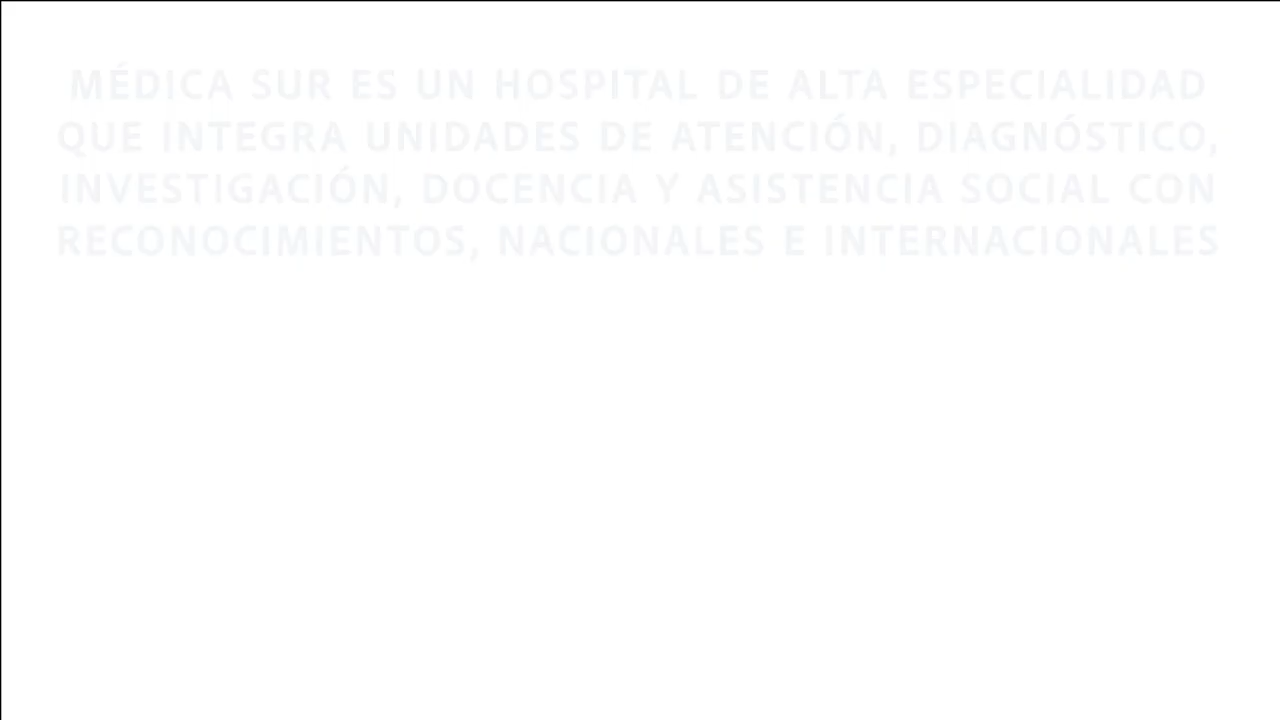 MÉDICA SUR ES UN HOSPITAL DE ALTA ESPECIALIDAD
QUE INTEGRA UNIDADES DE ATENCIÓN, DIAGNÓSTICO,
INVESTIGACIÓN, DOCENCIA Y ASISTENCIA SOCIAL CON
RECONOCIMIENTOS, NACIONALES E INTERNACIONALES